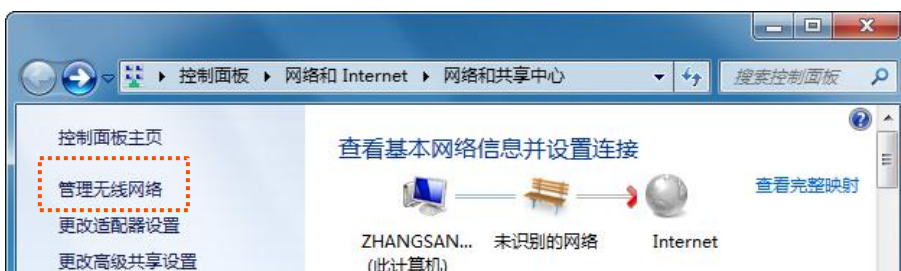 控制面板 网络和 Internet 网络和共享中心 搜索控制面板
控制面板主页
管理无线网络
更改适配器设置
更改高级共享设置
查看基本网络信息并设置连接
查看完整映射
ZHANGSAN... 未识别的网络 Internet
(此计算机)